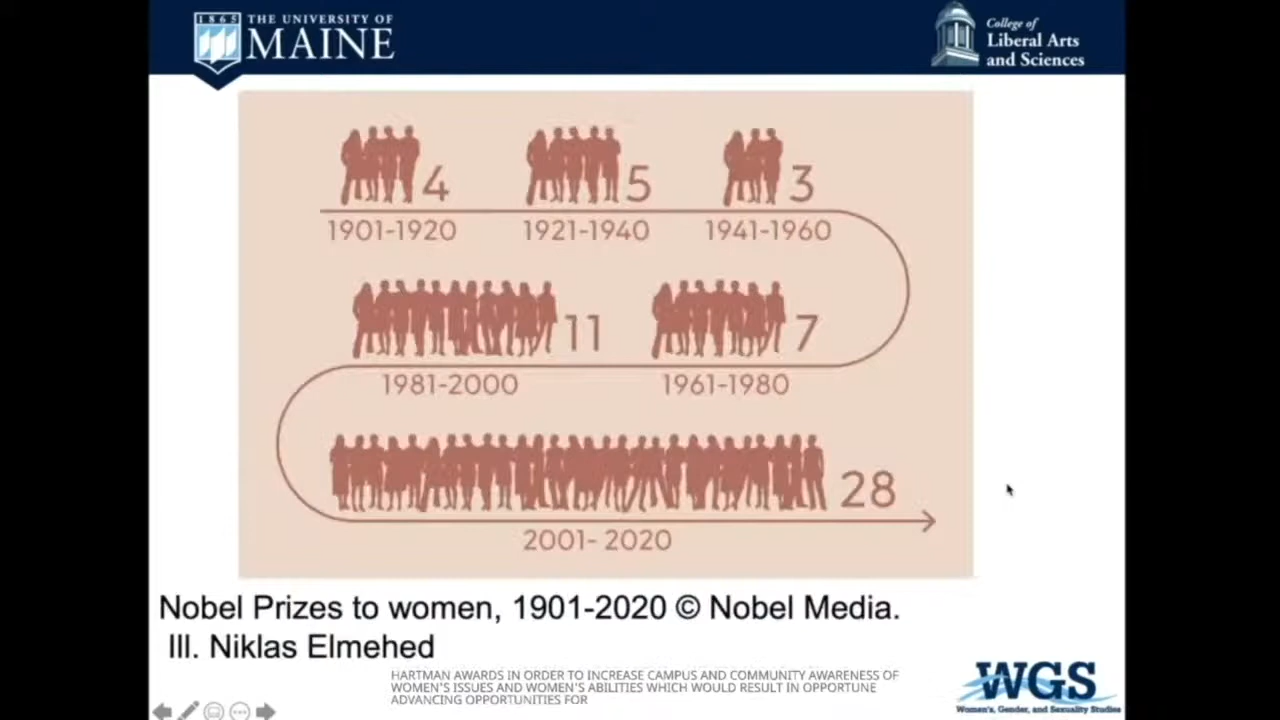 1865
THE UNIVERSITY OF
MAINE
College of
Liberal Arts
and Sciences
4
5
3
1901-1920
1921-1940
1941-1960
11
7
1981-2000
1961-1980
28
2001- 2020
Nobel Prizes to women, 1901-2020 © Nobel Media.
Ill. Niklas Elmehed
HARTMAN AWARDS IN ORDER TO INCREASE CAMPUS AND COMMUNITY AWARENESS OF
WOMEN'S ISSUES AND WOMEN'S ABILITIES WHICH WOULD RESULT IN OPPORTUNE
ADVANCING OPPORTUNITIES FOR
WGS
Women's, Gender, and Sexuality Studies